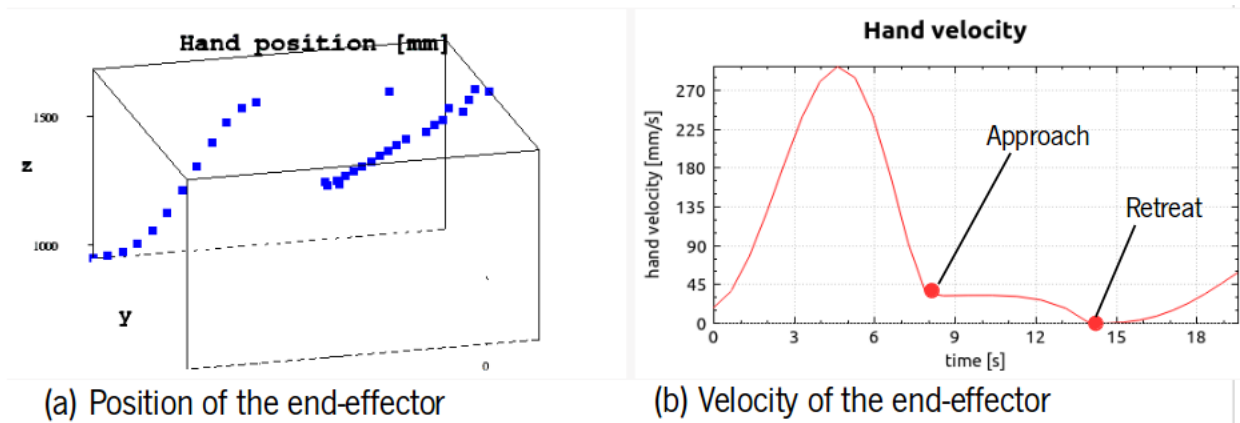 Hand position [mm]
1500
z
1000
y
0
(a) Position of the end-effector
Hand velocity
hand velocity [mm/s]
270
225
180
135
90
45
0
Approach
Retreat
0 3 6 9 12 15 18
time [s]
(b) Velocity of the end-effector